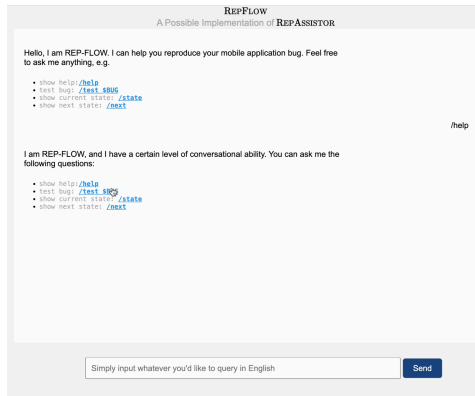 REPFLOW
A Possible Implementation of REPASSISTOR
Hello, I am REP-FLOW. I can help you reproduce your mobile application bug. Feel free
to ask me anything, e.g.
• show help:/help
• test bug: /test $BUG
• show current state: /state
• show next state: /next
/help
I am REP-FLOW, and I have a certain level of conversational ability. You can ask me the
following questions:
• show help:/help
• test bug: /test $BUG
• show current state: /state
• show next state: /next
Simply input whatever you'd like to query in English
Send